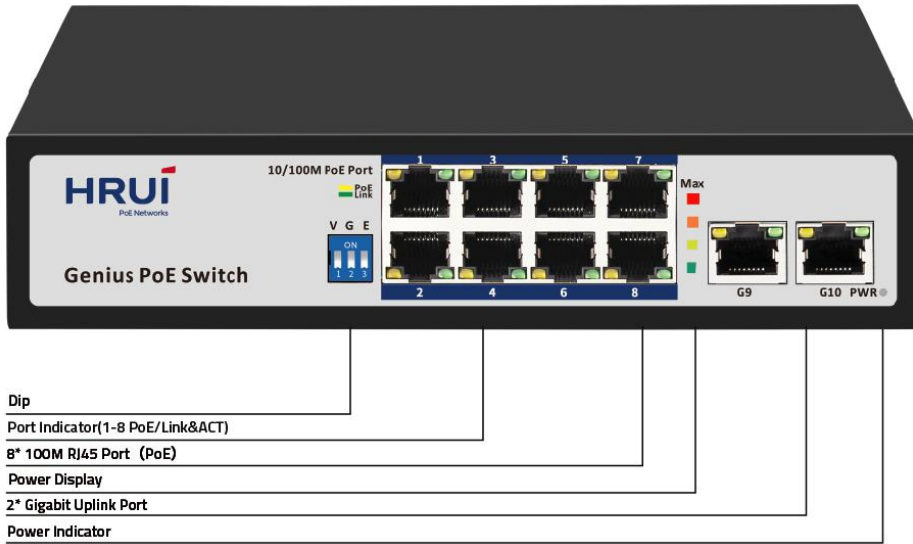 HRUI
PoE Networks
Genius PoE Switch
10/100M PoE Port
PoE
Link
V G E
ON
1 2 3
1 3 5 7
2 4 6 8
Max
G9
G10 PWR
Dip
Port Indicator(1-8 PoE/Link&ACT)
8* 100M RJ45 Port (PoE)
Power Display
2* Gigabit Uplink Port
Power Indicator